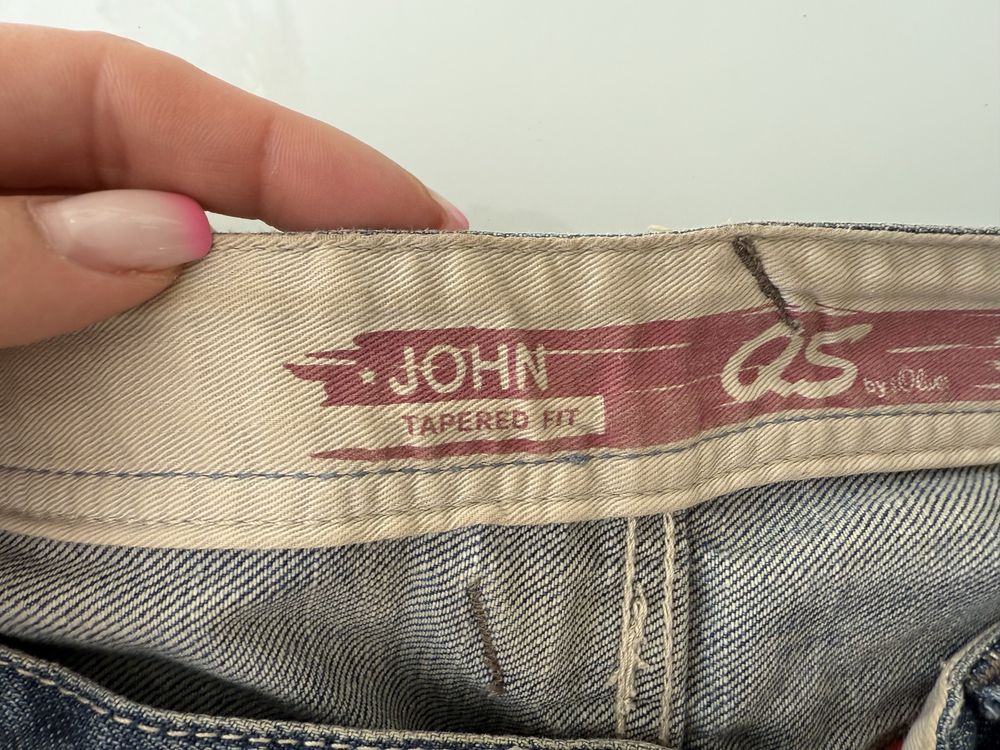 JOHN
TAPERED FIT
QS by s.Oliver